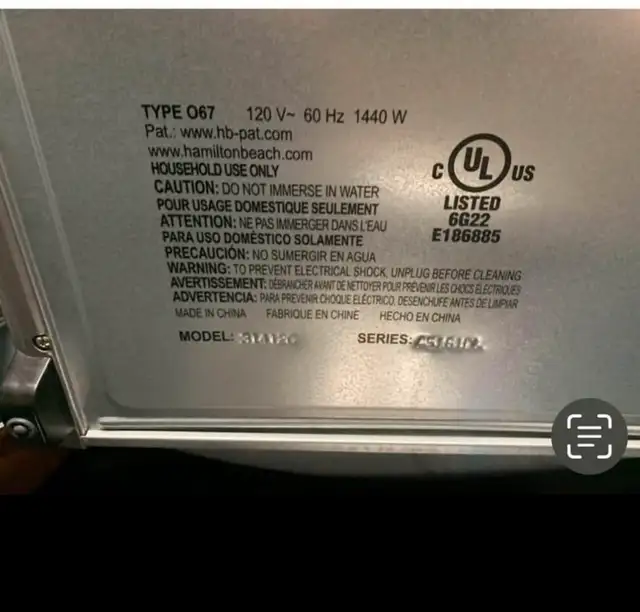 TYPE O67 120 V~ 60 Hz 1440 W
Pat.: www.hb-pat.com
www.hamiltonbeach.com
HOUSEHOLD USE ONLY
CAUTION: DO NOT IMMERSE IN WATER
POUR USAGE DOMESTIQUE SEULEMENT
ATTENTION: NE PAS IMMERGER DANS L'EAU
PARA USO DOMÉSTICO SOLAMENTE
PRECAUCIÓN: NO SUMERGIR EN AGUA
WARNING: TO PREVENT ELECTRICAL SHOCK, UNPLUG BEFORE CLEANING
AVERTISSEMENT: DÉBRANCHER AVANT DE NETTOYER POUR PRÉVENIR LES CHOCS ÉLECTRIQUES
ADVERTENCIA: PARA PREVENIR CHOQUE ELÉCTRICO, DESENCHUFE ANTES DE LIMPIAR
MADE IN CHINA FABRIQUE EN CHINE HECHO EN CHINA
MODEL: SERIES:
C UL US
LISTED
6G22
E186885